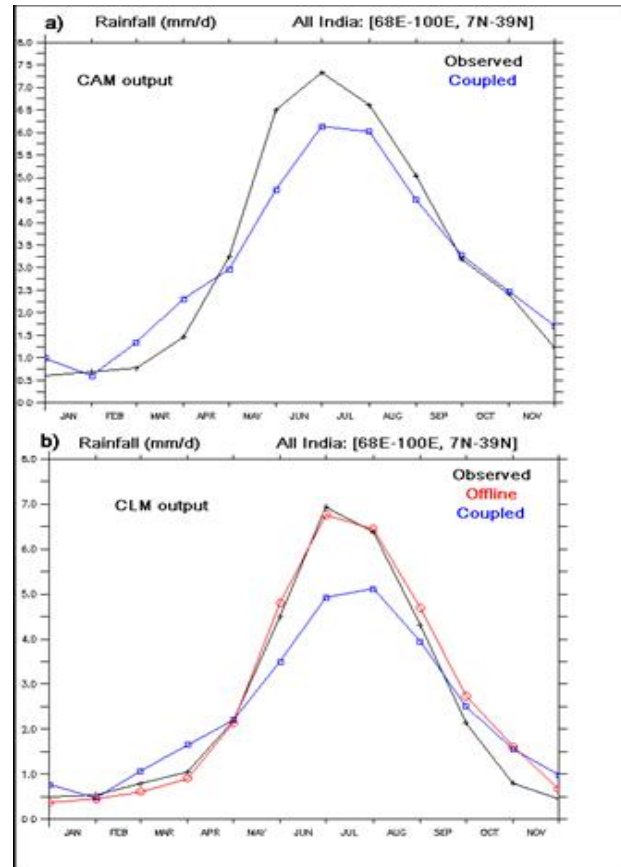 a) Rainfall (mm/d) All India: [68E-100E, 7N-39N]
8.0
7.5
7.0
6.5
6.0
5.5
5.0
4.5
4.0
3.5
3.0
2.5
2.0
1.5
1.0
0.5
0.0
CAM output
Observed
Coupled
JAN FEB MAR APR MAY JUN JUL AUG SEP OCT NOV
b) Rainfall (mm/d) All India: [68E-100E, 7N-39N]
8.0
7.0
6.0
5.0
4.0
3.0
2.0
1.0
0.0
CLM output
Observed
Offline
Coupled
JAN FEB MAR APR MAY JUN JUL AUG SEP OCT NOV